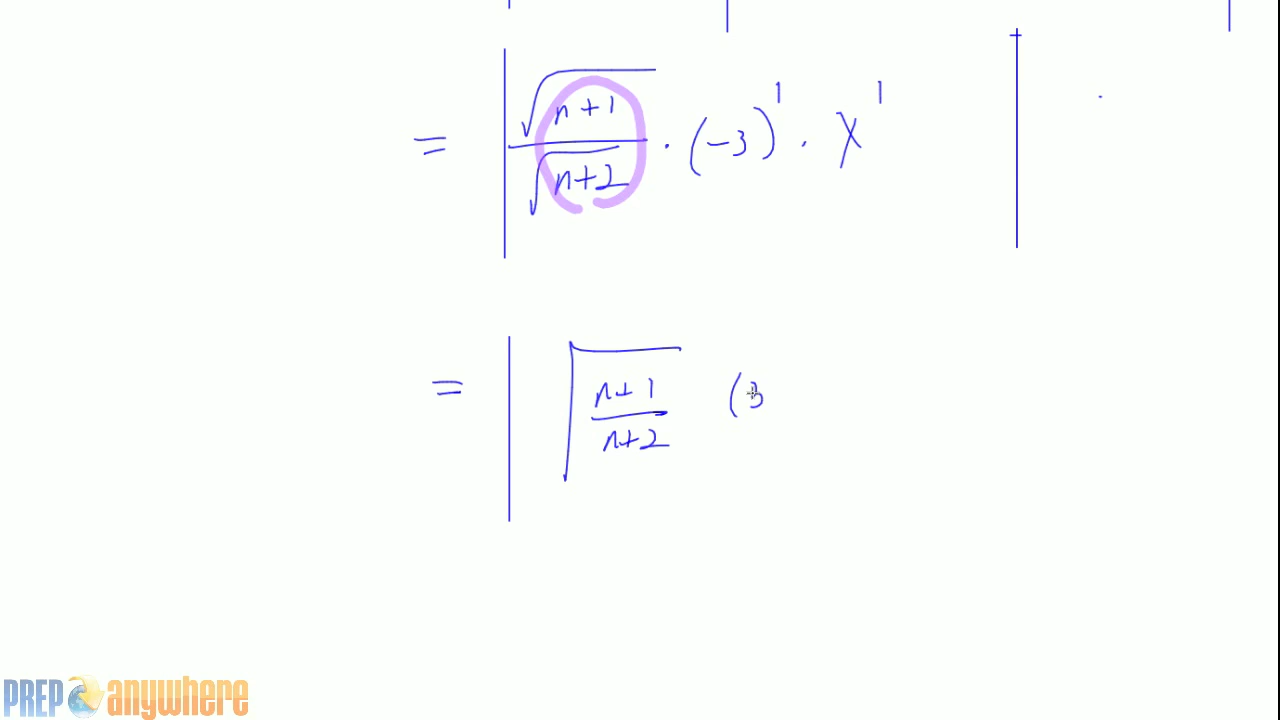 = | √(n+1) / √(n+2) · (-3)^1 · x^1 |
= | √((n+1)/(n+2)) (3
PREP anywhere